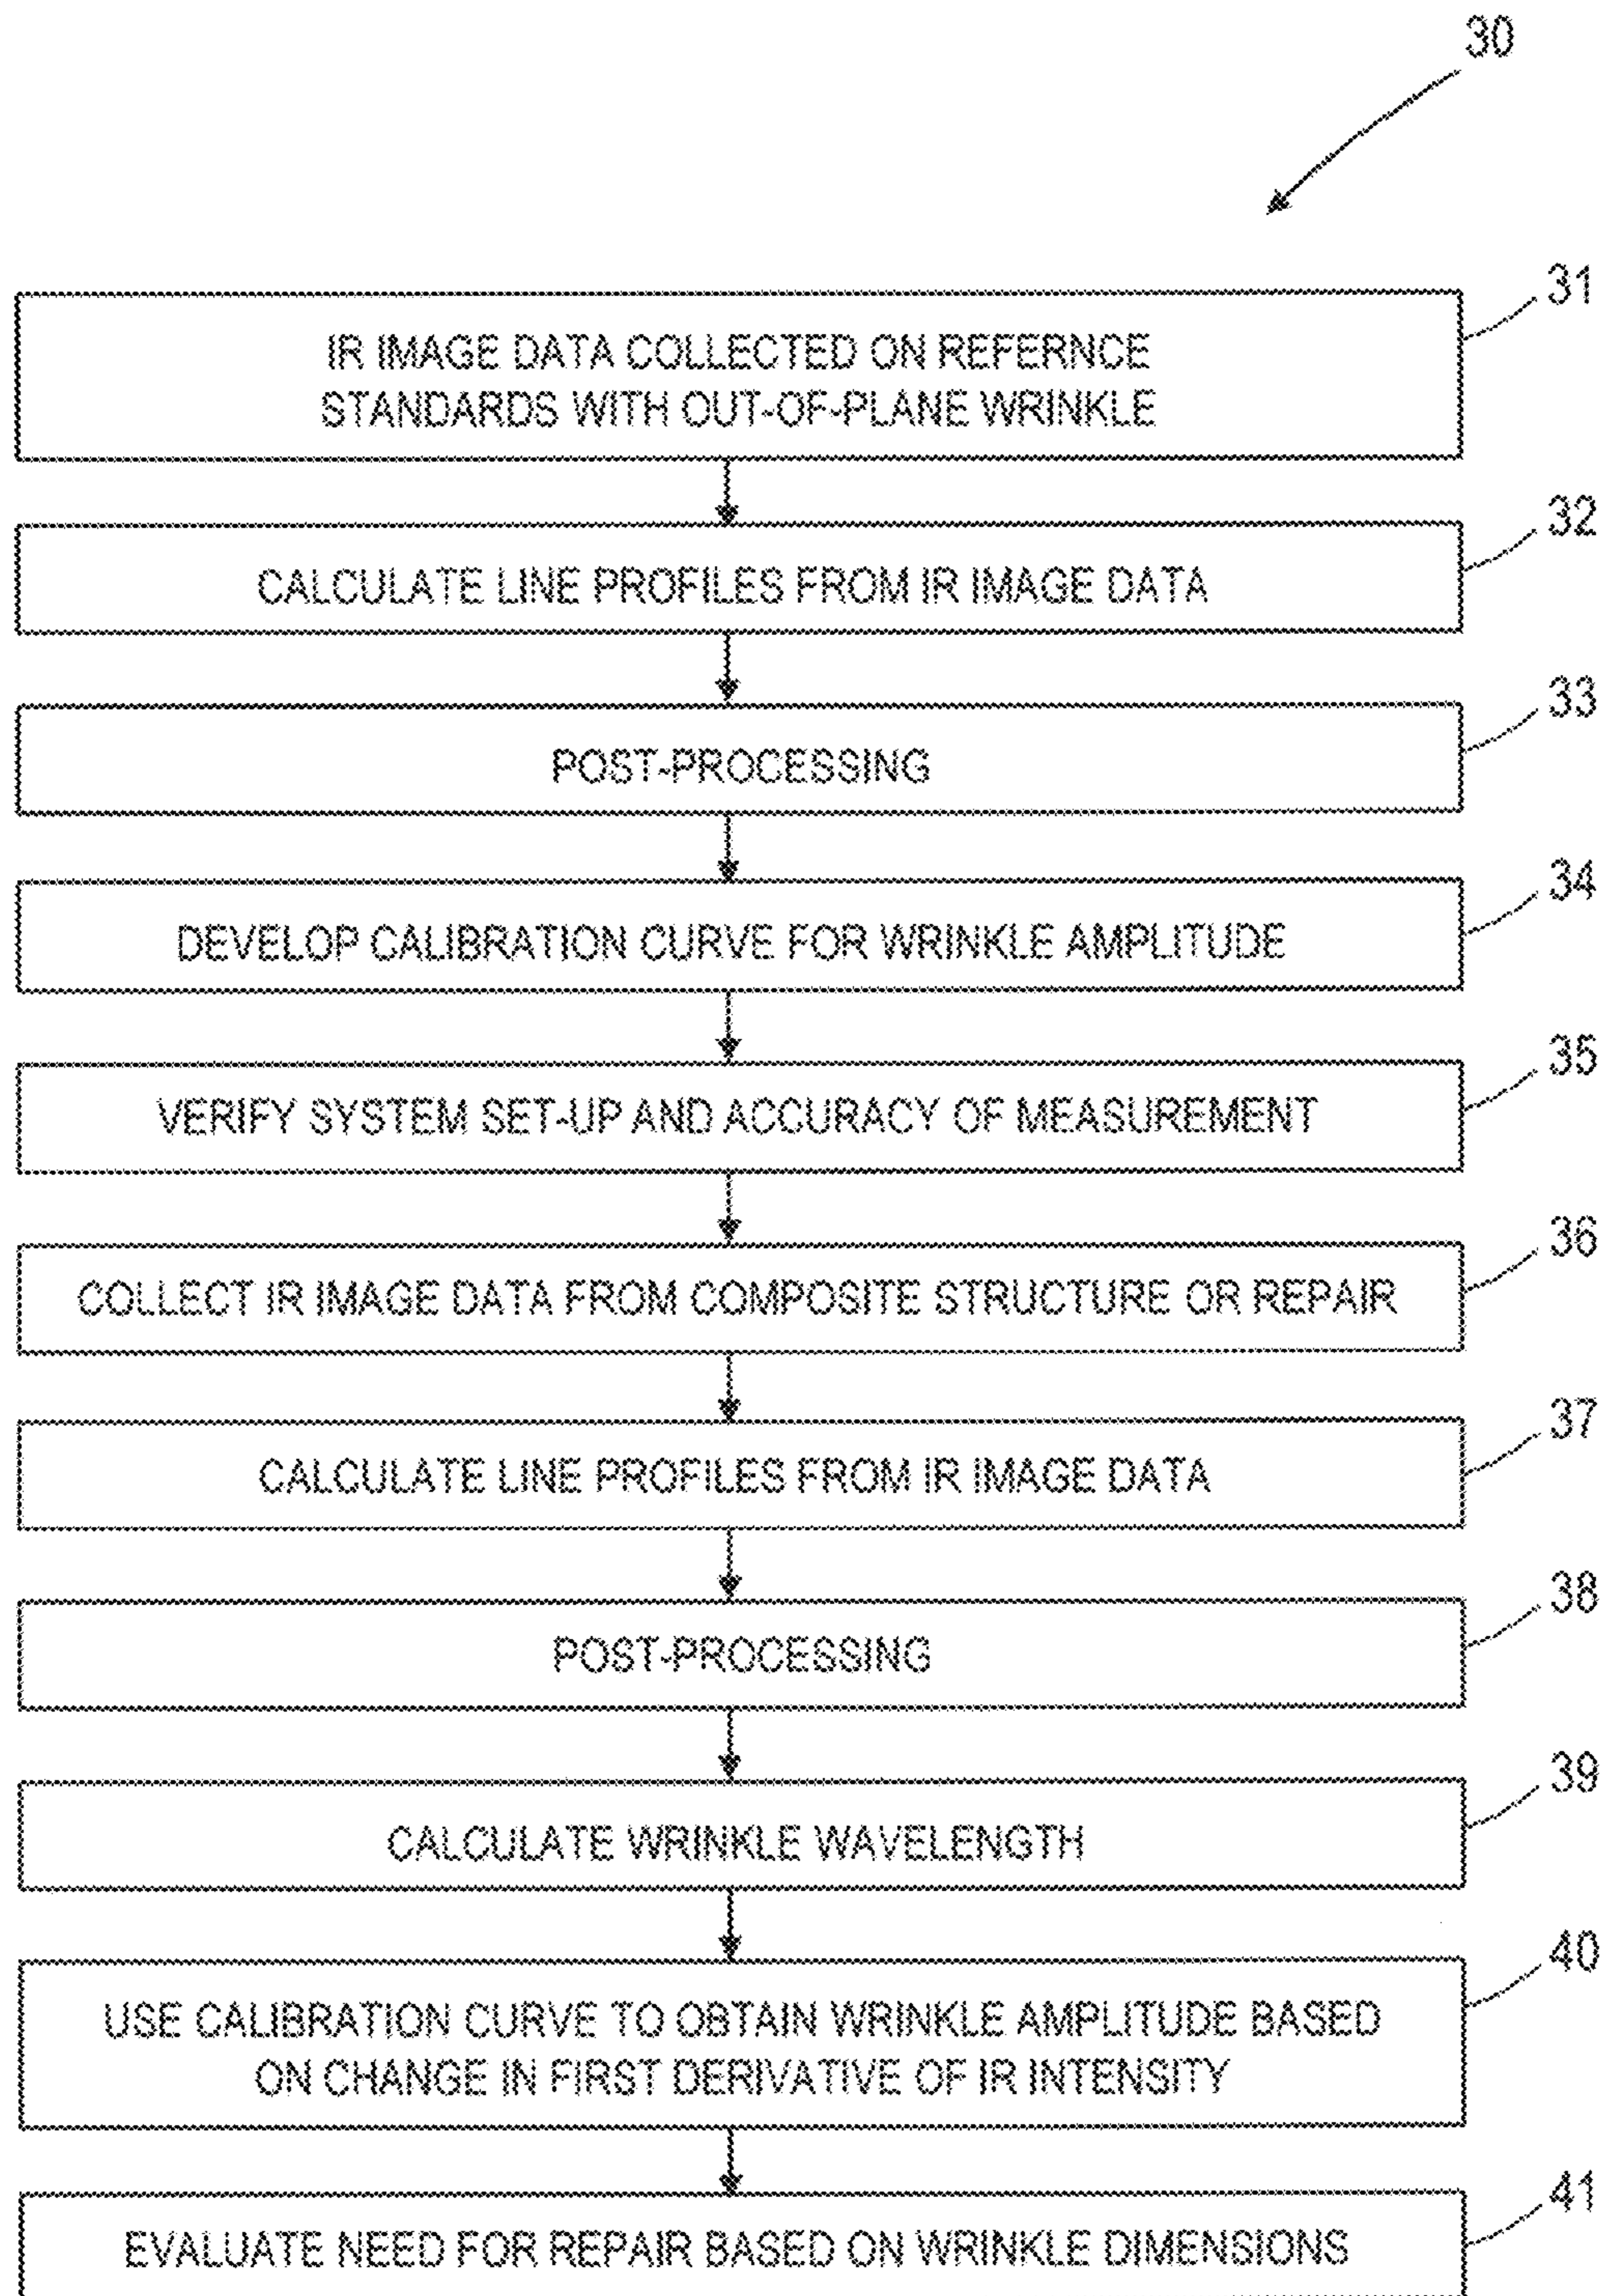 30
31
IR IMAGE DATA COLLECTED ON REFERNCE
STANDARDS WITH OUT-OF-PLANE WRINKLE
32
CALCULATE LINE PROFILES FROM IR IMAGE DATA
33
POST-PROCESSING
34
DEVELOP CALIBRATION CURVE FOR WRINKLE AMPLITUDE
35
VERIFY SYSTEM SET-UP AND ACCURACY OF MEASUREMENT
36
COLLECT IR IMAGE DATA FROM COMPOSITE STRUCTURE OR REPAIR
37
CALCULATE LINE PROFILES FROM IR IMAGE DATA
38
POST-PROCESSING
39
CALCULATE WRINKLE WAVELENGTH
40
USE CALIBRATION CURVE TO OBTAIN WRINKLE AMPLITUDE BASED
ON CHANGE IN FIRST DERIVATIVE OF IR INTENSITY
41
EVALUATE NEED FOR REPAIR BASED ON WRINKLE DIMENSIONS